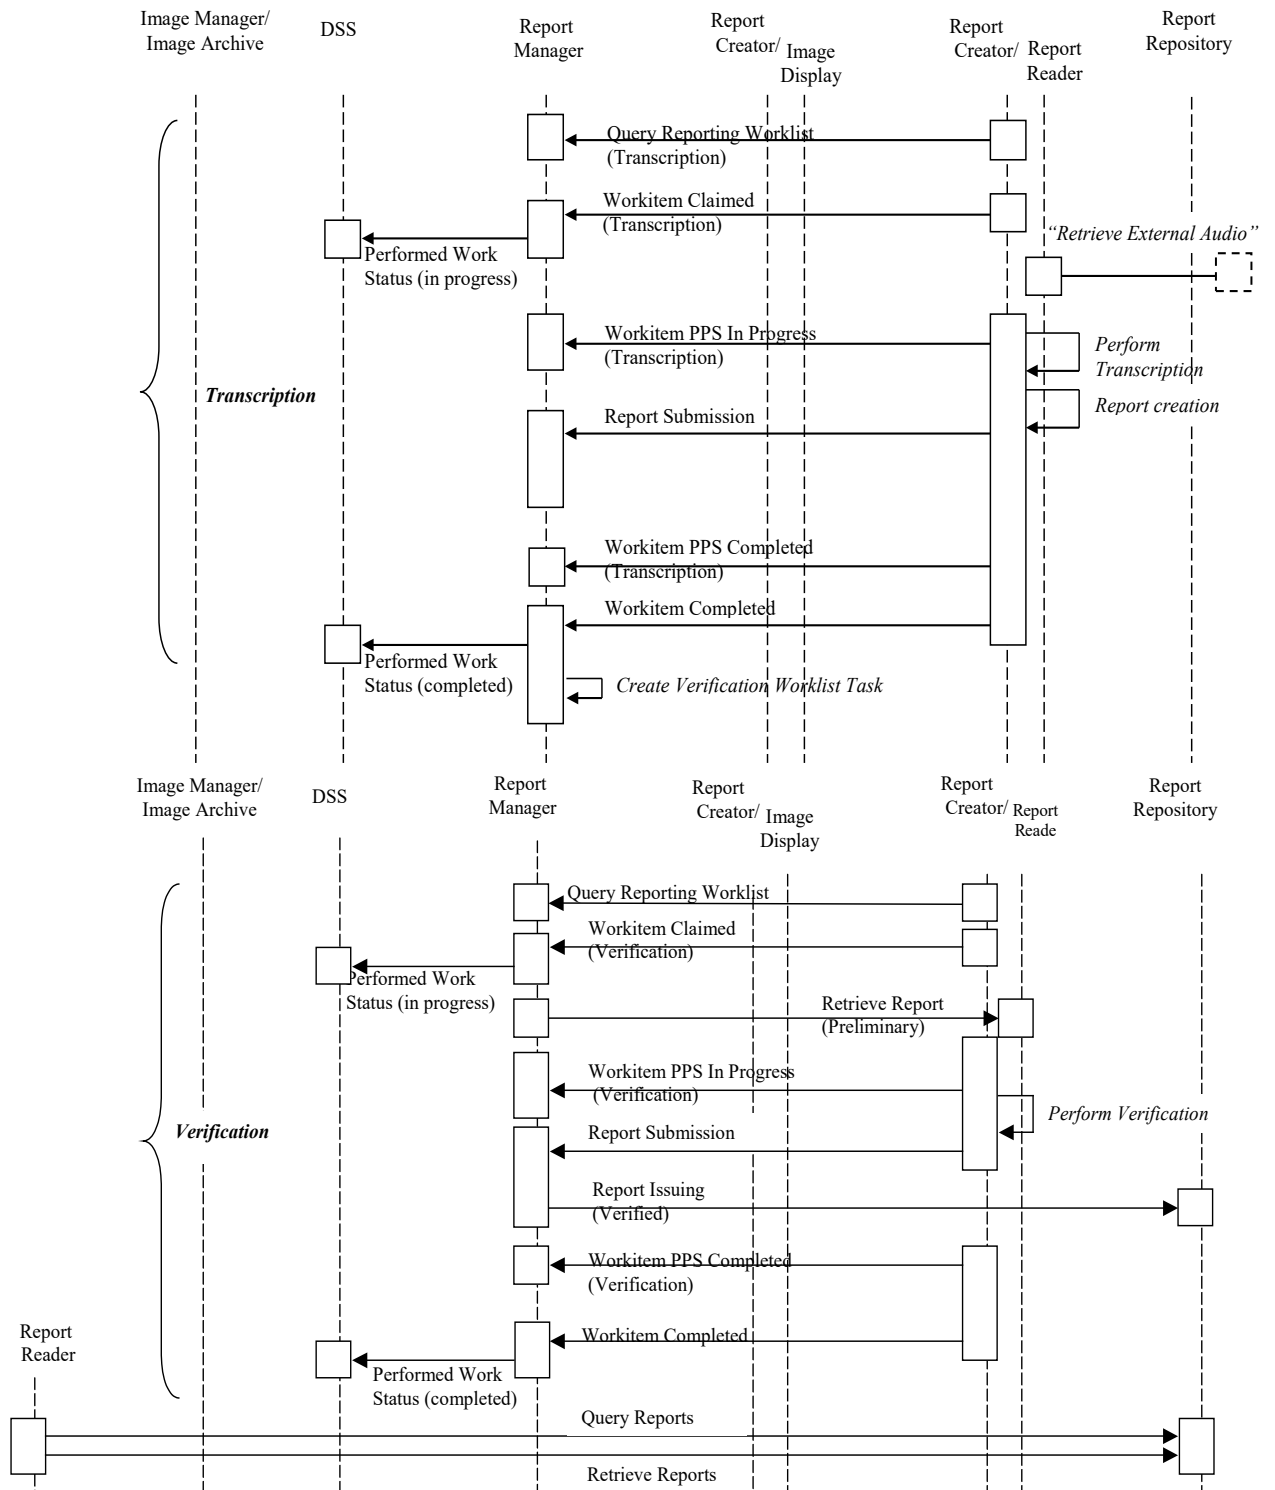 Image Manager/
Image Archive
DSS
Report
Manager
Report
Creator/
Image
Display
Report
Creator/
Report
Reader
Report
Repository
Query Reporting Worklist
(Transcription)
Workitem Claimed
(Transcription)
“Retrieve External Audio”
Performed Work
Status (in progress)
Workitem PPS In Progress
(Transcription)
Perform
Transcription
Transcription
Report creation
Report Submission
Workitem PPS Completed
(Transcription)
Workitem Completed
Performed Work
Status (completed)
Create Verification Worklist Task
Image Manager/
Image Archive
DSS
Report
Manager
Report
Creator/
Image
Display
Report
Creator/
Report
Reade
Report
Repository
Query Reporting Worklist
Workitem Claimed
(Verification)
Performed Work
Status (in progress)
Retrieve Report
(Preliminary)
Workitem PPS In Progress
(Verification)
Perform Verification
Verification
Report Submission
Report Issuing
(Verified)
Workitem PPS Completed
(Verification)
Report
Reader
Workitem Completed
Performed Work
Status (completed)
Query Reports
Retrieve Reports